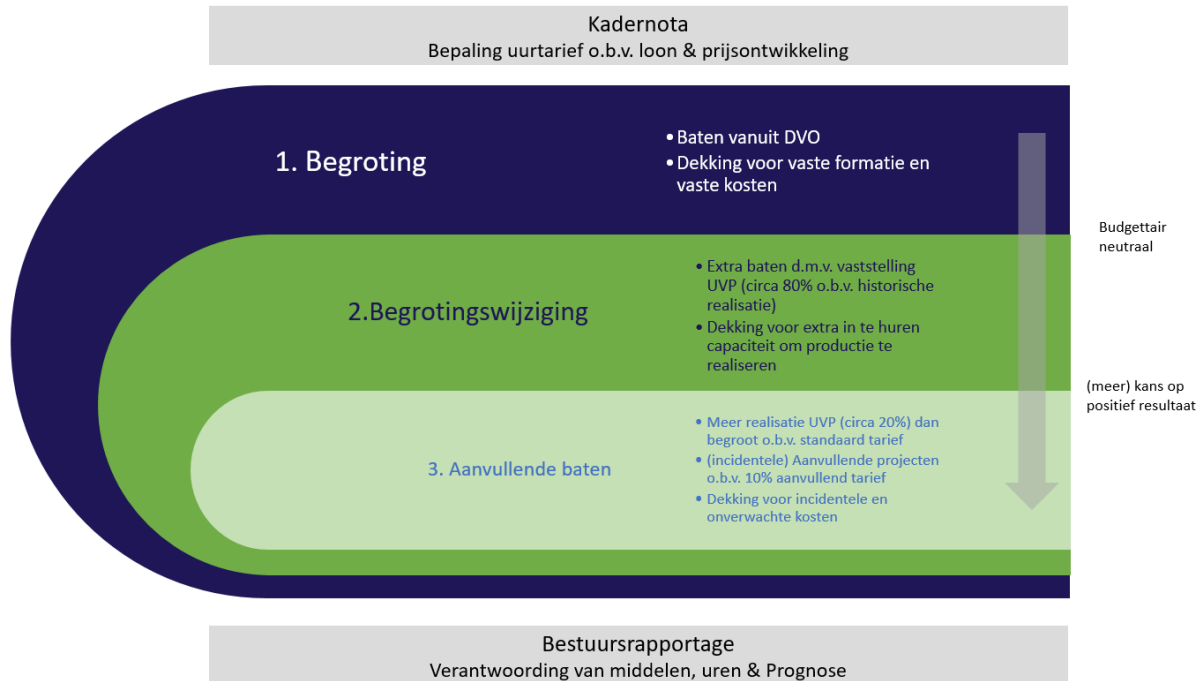 Kadernota
Bepaling uurtarief o.b.v. loon & prijsontwikkeling
1. Begroting
• Baten vanuit DVO
• Dekking voor vaste formatie en
vaste kosten
Budgettair
neutraal
2.Begrotingswijziging
• Extra baten d.m.v. vaststelling
UVP (circa 80% o.b.v. historische
realisatie)
• Dekking voor extra in te huren
capaciteit om productie te
realiseren
(meer) kans op
positief resultaat
3. Aanvullende baten
• Meer realisatie UVP (circa 20%) dan
begroot o.b.v. standaard tarief
• (incidentele) Aanvullende projecten
o.b.v. 10% aanvullend tarief
• Dekking voor incidentele en
onverwachte kosten
Bestuursrapportage
Verantwoording van middelen, uren & Prognose